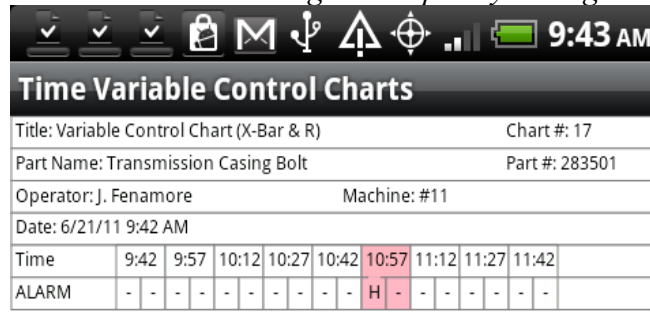 9:43 AM
Time Variable Control Charts
Title: Variable Control Chart (X-Bar & R) Chart #: 17
Part Name: Transmission Casing Bolt Part #: 283501
Operator: J. Fenamore Machine: #11
Date: 6/21/11 9:42 AM
Time 9:42 9:57 10:12 10:27 10:42 10:57 11:12 11:27 11:42
ALARM - - - - - - - - - - H - - - - - - -